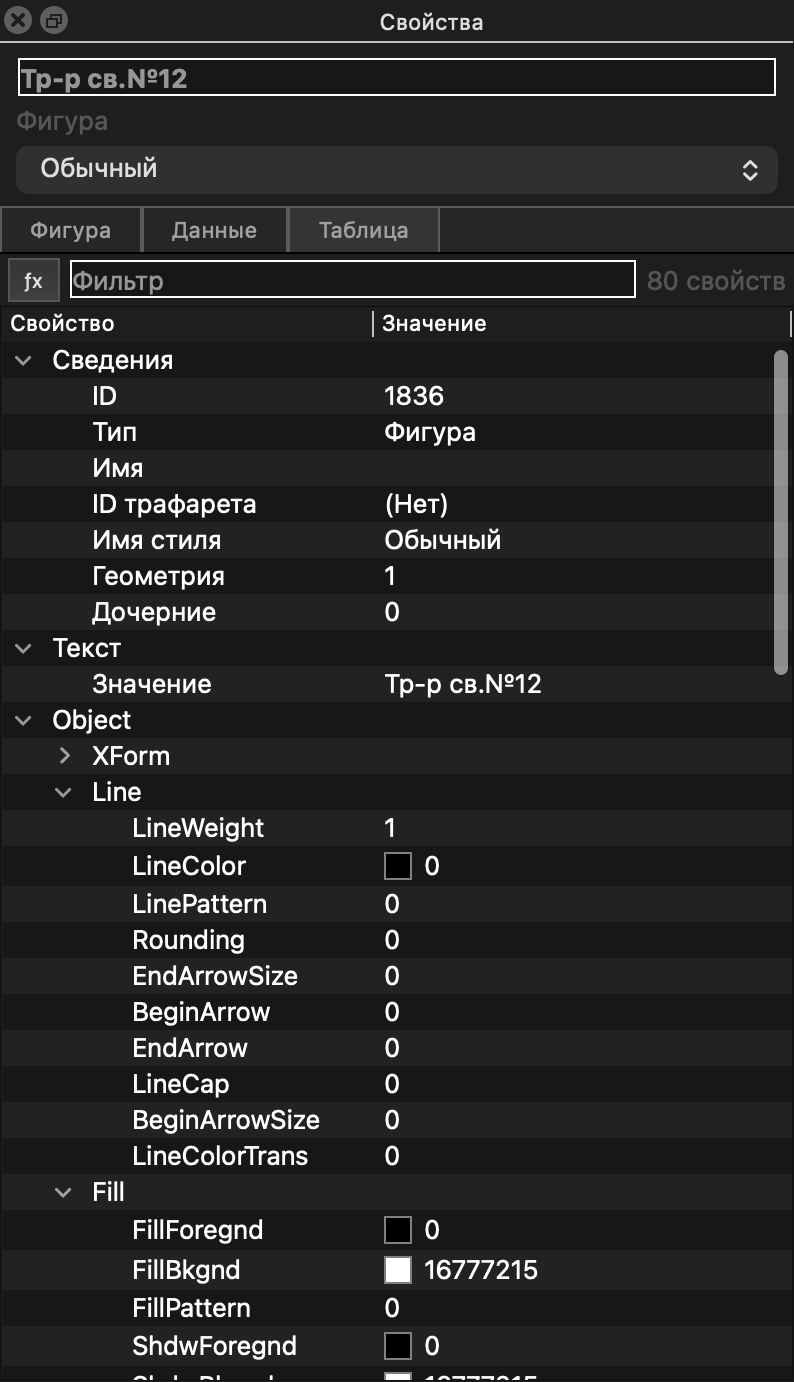 Свойства
Тр-р св.№12
Фигура
Обычный
Фигура Данные Таблица
fx Фильтр 80 свойств
Свойство Значение
Сведения
ID 1836
Тип Фигура
Имя
ID трафарета (Нет)
Имя стиля Обычный
Геометрия 1
Дочерние 0
Текст
Значение Тр-р св.№12
Object
XForm
Line
LineWeight 1
LineColor 0
LinePattern 0
Rounding 0
EndArrowSize 0
BeginArrow 0
EndArrow 0
LineCap 0
BeginArrowSize 0
LineColorTrans 0
Fill
FillForegnd 0
FillBkgnd 16777215
FillPattern 0
ShdwForegnd 0